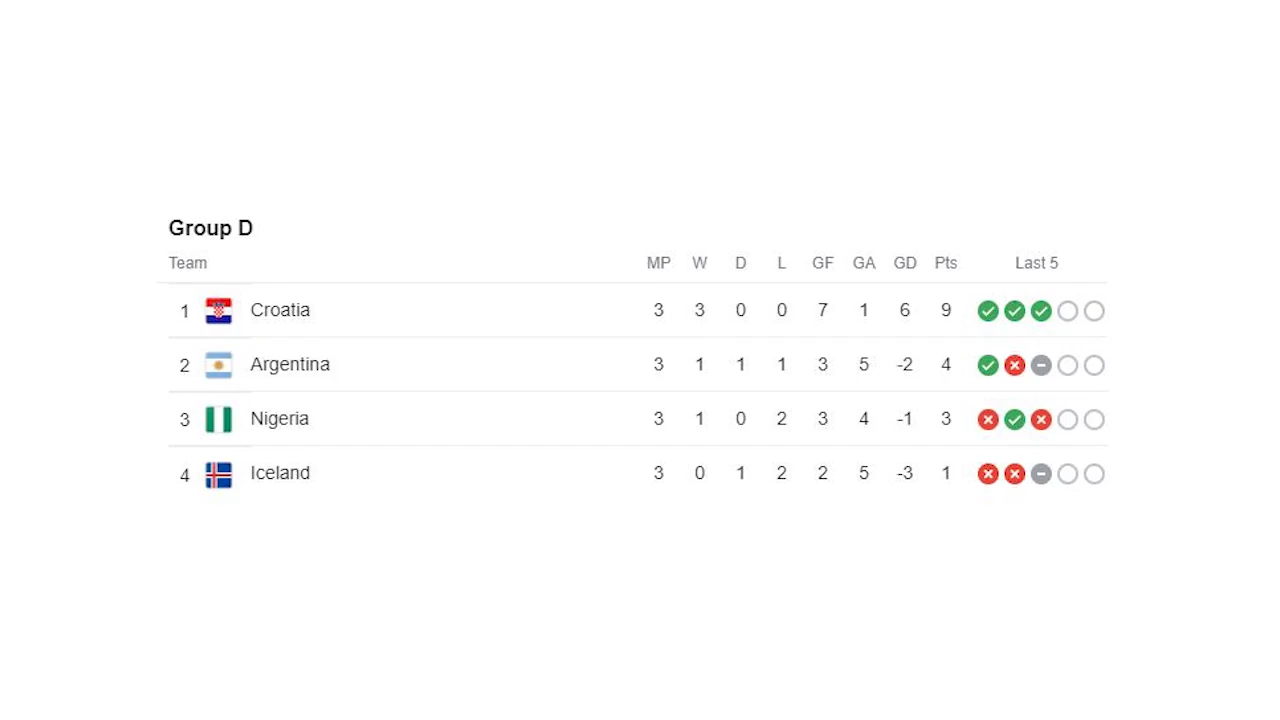 Group D
Team MP W D L GF GA GD Pts Last 5
1 Croatia 3 3 0 0 7 1 6 9
2 Argentina 3 1 1 1 3 5 -2 4
3 Nigeria 3 1 0 2 3 4 -1 3
4 Iceland 3 0 1 2 2 5 -3 1